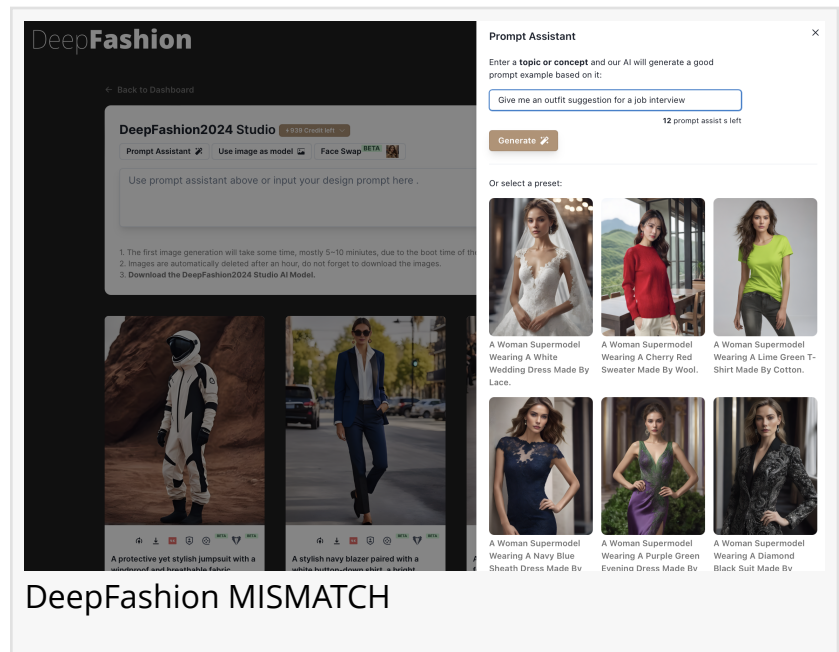 DeepFashion
← Back to Dashboard
DeepFashion2024 Studio
939 Credit left
Prompt Assistant
Use image as model
Face Swap BETA
Use prompt assistant above or input your design prompt here .
1. The first image generation will take some time, mostly 5~10 miniutes, due to the boot time of the
2. Images are automatically deleted after an hour, do not forget to download the images.
3. Download the DeepFashion2024 Studio AI Model.
BETA BETA
A protective yet stylish jumpsuit with a
windproof and breathable fabric
BETA BETA
A stylish navy blazer paired with a
white button-down shirt, a bright
Prompt Assistant
Enter a topic or concept and our AI will generate a good
prompt example based on it:
Give me an outfit suggestion for a job interview
12 prompt assist s left
Generate
Or select a preset:
A Woman Supermodel
Wearing A White
Wedding Dress Made By
Lace.
A Woman Supermodel
Wearing A Cherry Red
Sweater Made By Wool.
A Woman Supermodel
Wearing A Lime Green T-
Shirt Made By Cotton.
A Woman Supermodel
Wearing A Navy Blue
Sheath Dress Made By
A Woman Supermodel
Wearing A Purple Green
Evening Dress Made By
A Woman Supermodel
Wearing A Diamond
Black Suit Made By
DeepFashion MISMATCH